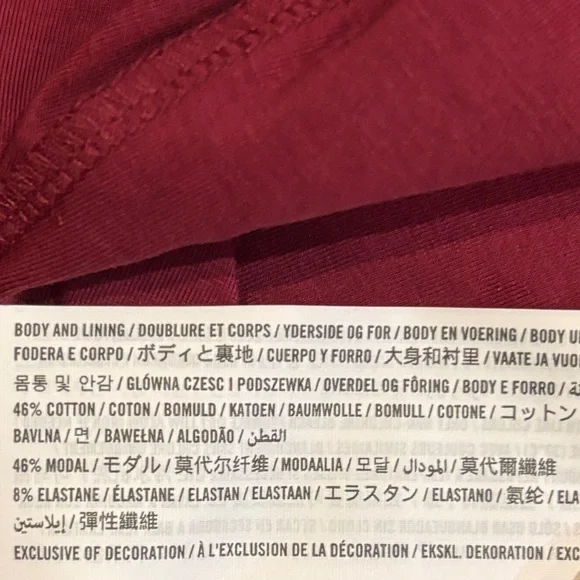 BODY AND LINING / DOUBLURE ET CORPS / YDERSIDE OG FOR / BODY EN VOERING / BODY
FODERA E CORPO / ボディと裏地 / CUERPO Y FORRO / 大身和衬里 / VAATE JA
몸통 및 안감 / GLÓWNA CZESC I PODSZEWKA / OVERDEL OG FÔRING / BODY E FORRO /
46% COTTON / COTON / BOMULD / KATOEN / BAUMWOLLE / BOMULL / COTONE / コットン
BAVLNA / 면 / BAWEŁNA / ALGODÃO / القطن
46% MODAL / モダル / 莫代尔纤维 / MODAALIA / 모달 / المودال / 莫代爾纖維
8% ELASTANE / ÉLASTANE / ELASTAN / ELASTAAN / エラスタン / ELASTANO / 氨纶 /
إيلاستين / 彈性纖維
EXCLUSIVE OF DECORATION / À L'EXCLUSION DE LA DÉCORATION / EKSKL. DEKORATION /